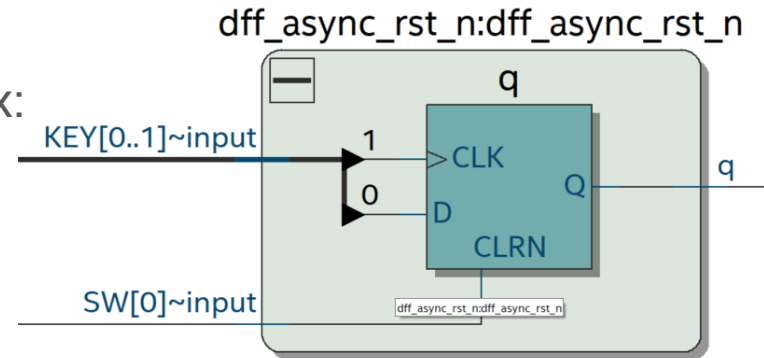 dff_async_rst_n:dff_async_rst_n
x:
q
KEY[0..1]~input
1
CLK
0
D
Q
q
CLRN
SW[0]~input
dff_async_rst_n:dff_async_rst_n